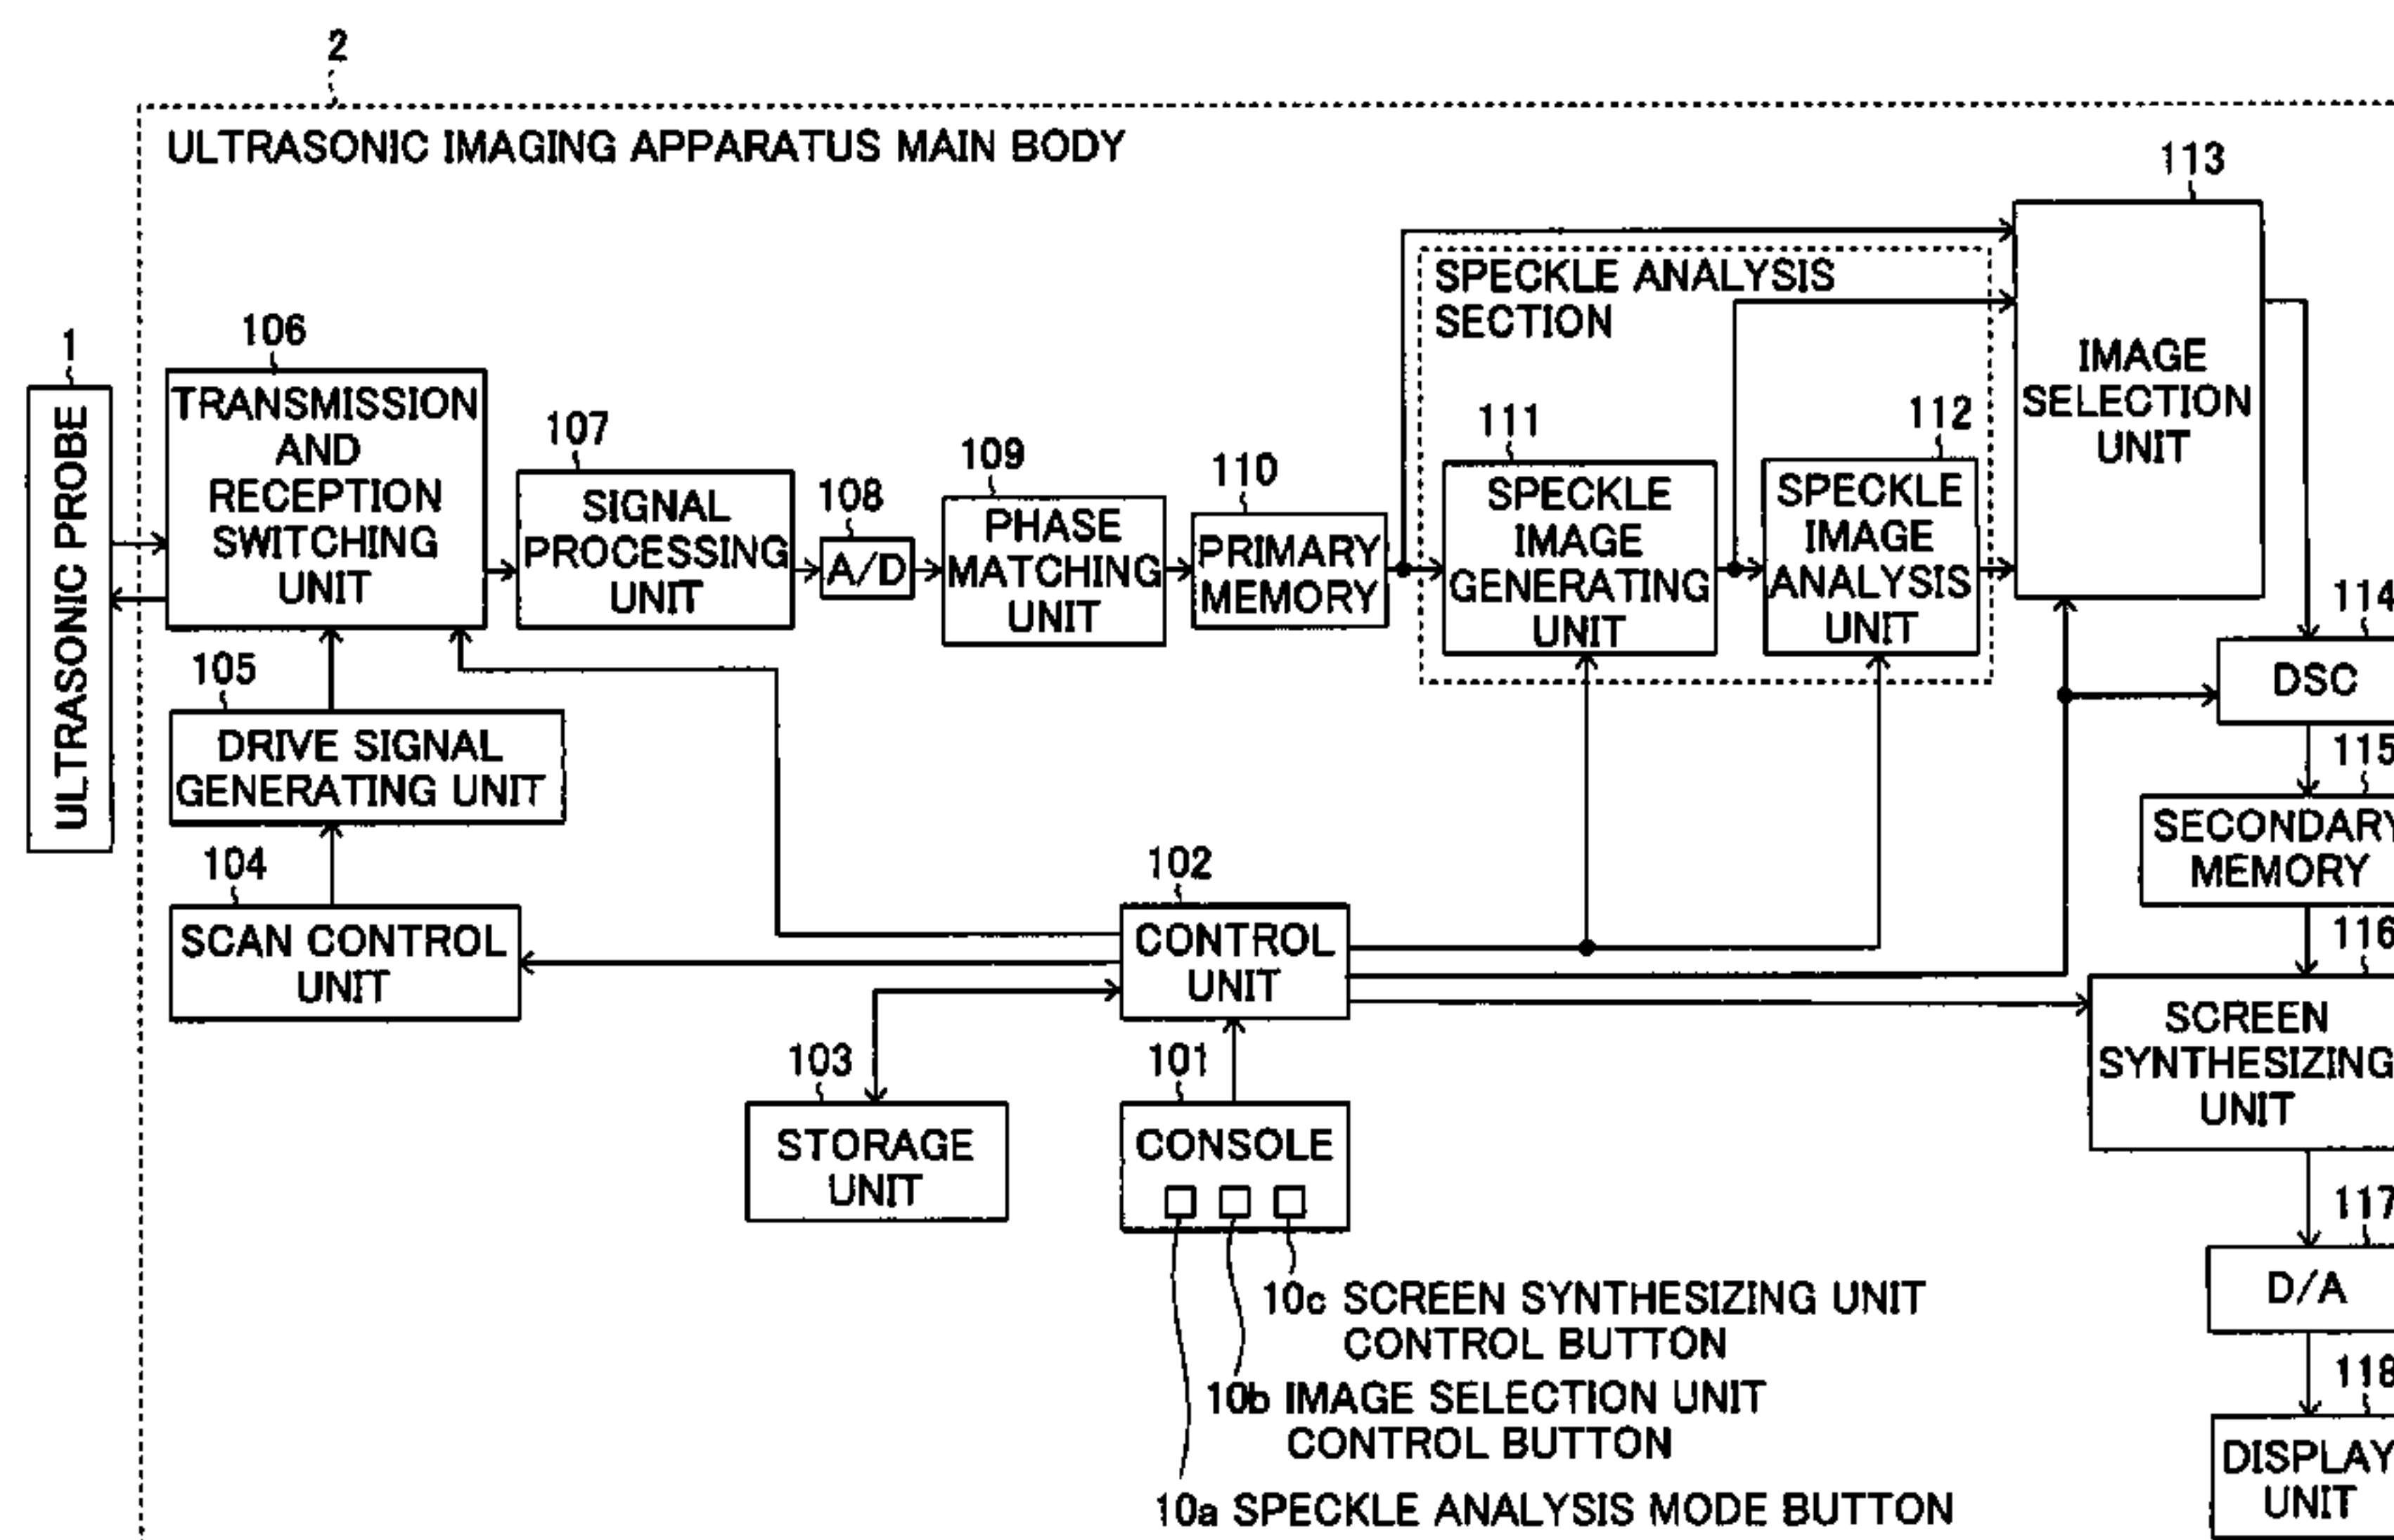 2
ULTRASONIC IMAGING APPARATUS MAIN BODY
113
IMAGE
SELECTION
UNIT
SPECKLE ANALYSIS
SECTION
1
ULTRASONIC PROBE
106
TRANSMISSION
AND
RECEPTION
SWITCHING
UNIT
107
SIGNAL
PROCESSING
UNIT
108
A/D
109
PHASE
MATCHING
UNIT
110
PRIMARY
MEMORY
111
SPECKLE
IMAGE
GENERATING
UNIT
112
SPECKLE
IMAGE
ANALYSIS
UNIT
114
DSC
105
DRIVE SIGNAL
GENERATING UNIT
115
SECONDARY
MEMORY
104
SCAN CONTROL
UNIT
102
CONTROL
UNIT
116
SCREEN
SYNTHESIZING
UNIT
103
STORAGE
UNIT
101
CONSOLE
117
D/A
10c SCREEN SYNTHESIZING UNIT
CONTROL BUTTON
10b IMAGE SELECTION UNIT
CONTROL BUTTON
10a SPECKLE ANALYSIS MODE BUTTON
118
DISPLAY
UNIT